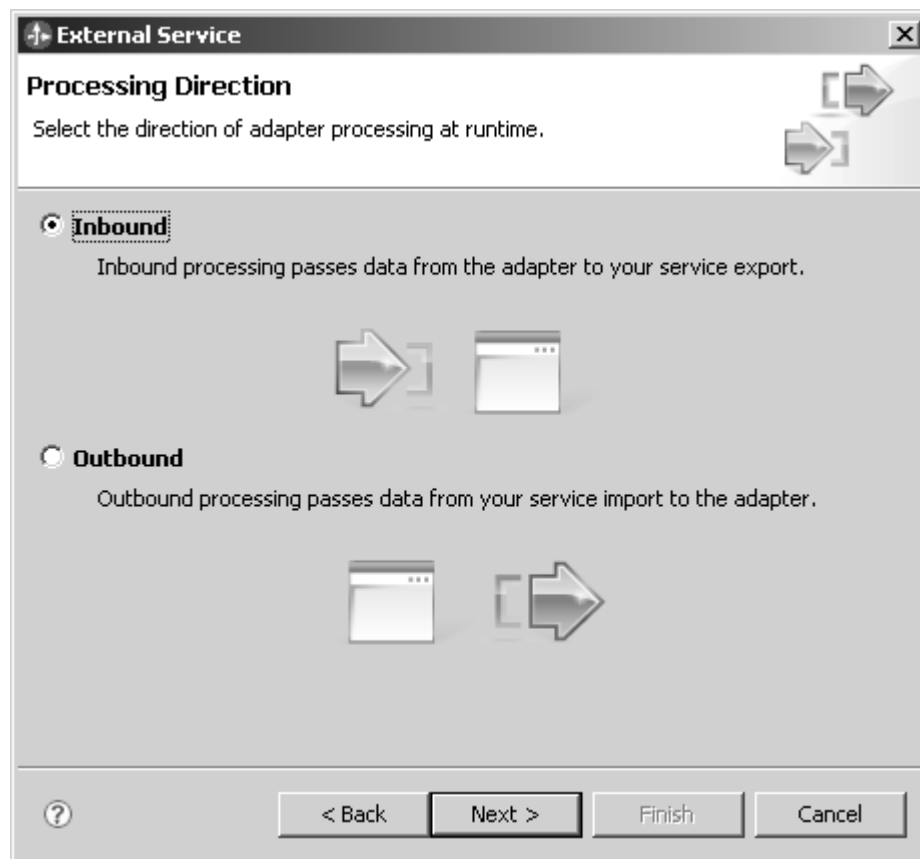 External Service
Processing Direction
Select the direction of adapter processing at runtime.
Inbound
Inbound processing passes data from the adapter to your service export.
Outbound
Outbound processing passes data from your service import to the adapter.
< Back
Next >
Finish
Cancel